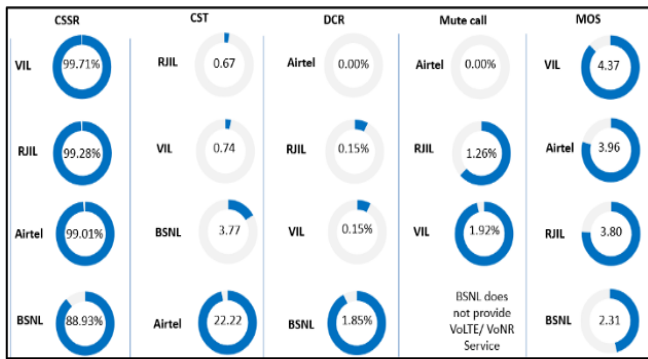 CSSR CST DCR Mute call MOS
VIL 99.71% RJIL 0.67 Airtel 0.00% Airtel 0.00% VIL 4.37
RJIL 99.28% VIL 0.74 RJIL 0.15% RJIL 1.26% Airtel 3.96
Airtel 99.01% BSNL 3.77 VIL 0.15% VIL 1.92% RJIL 3.80
BSNL 88.93% Airtel 22.22 BSNL 1.85% BSNL 2.31
BSNL does
not provide
VoLTE/ VoNR
Service